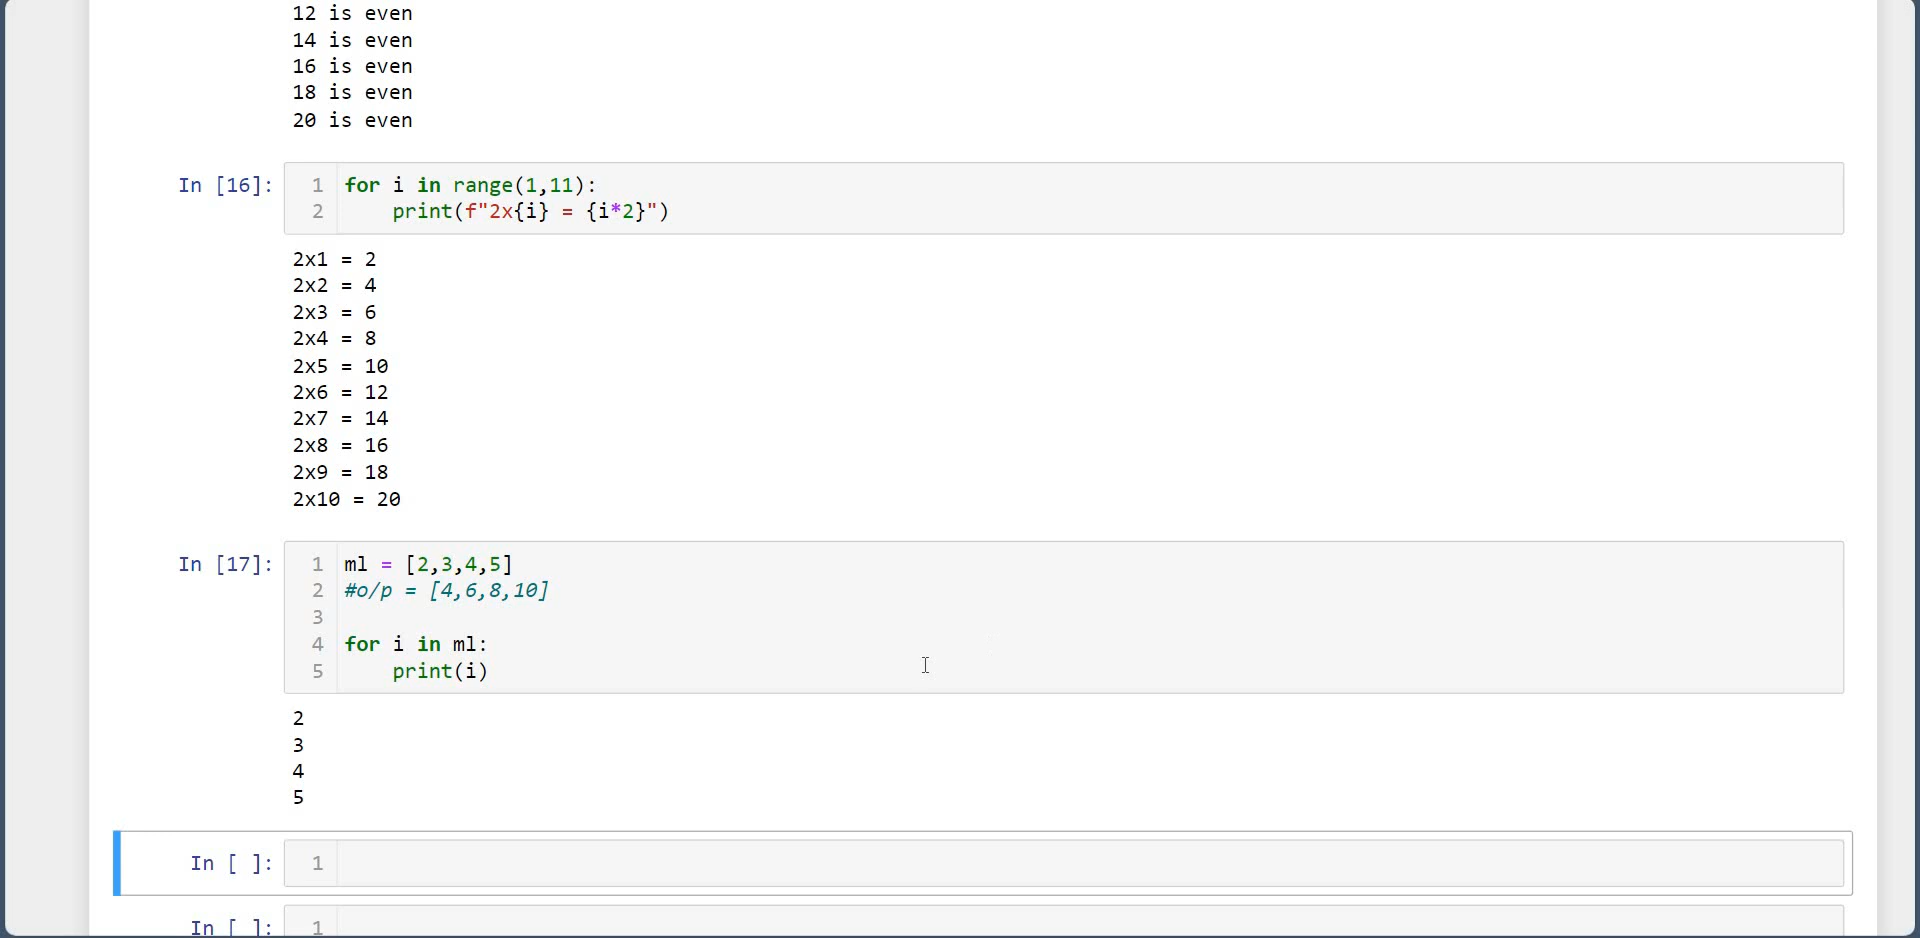 12 is even
14 is even
16 is even
18 is even
20 is even
In [16]:
1 for i in range(1,11):
2     print(f"2x{i} = {i*2}")
2x1 = 2
2x2 = 4
2x3 = 6
2x4 = 8
2x5 = 10
2x6 = 12
2x7 = 14
2x8 = 16
2x9 = 18
2x10 = 20
In [17]:
1 ml = [2,3,4,5]
2 #o/p = [4,6,8,10]
3
4 for i in ml:
5     print(i)
2
3
4
5
In [ ]: 1
In [ ]: 1